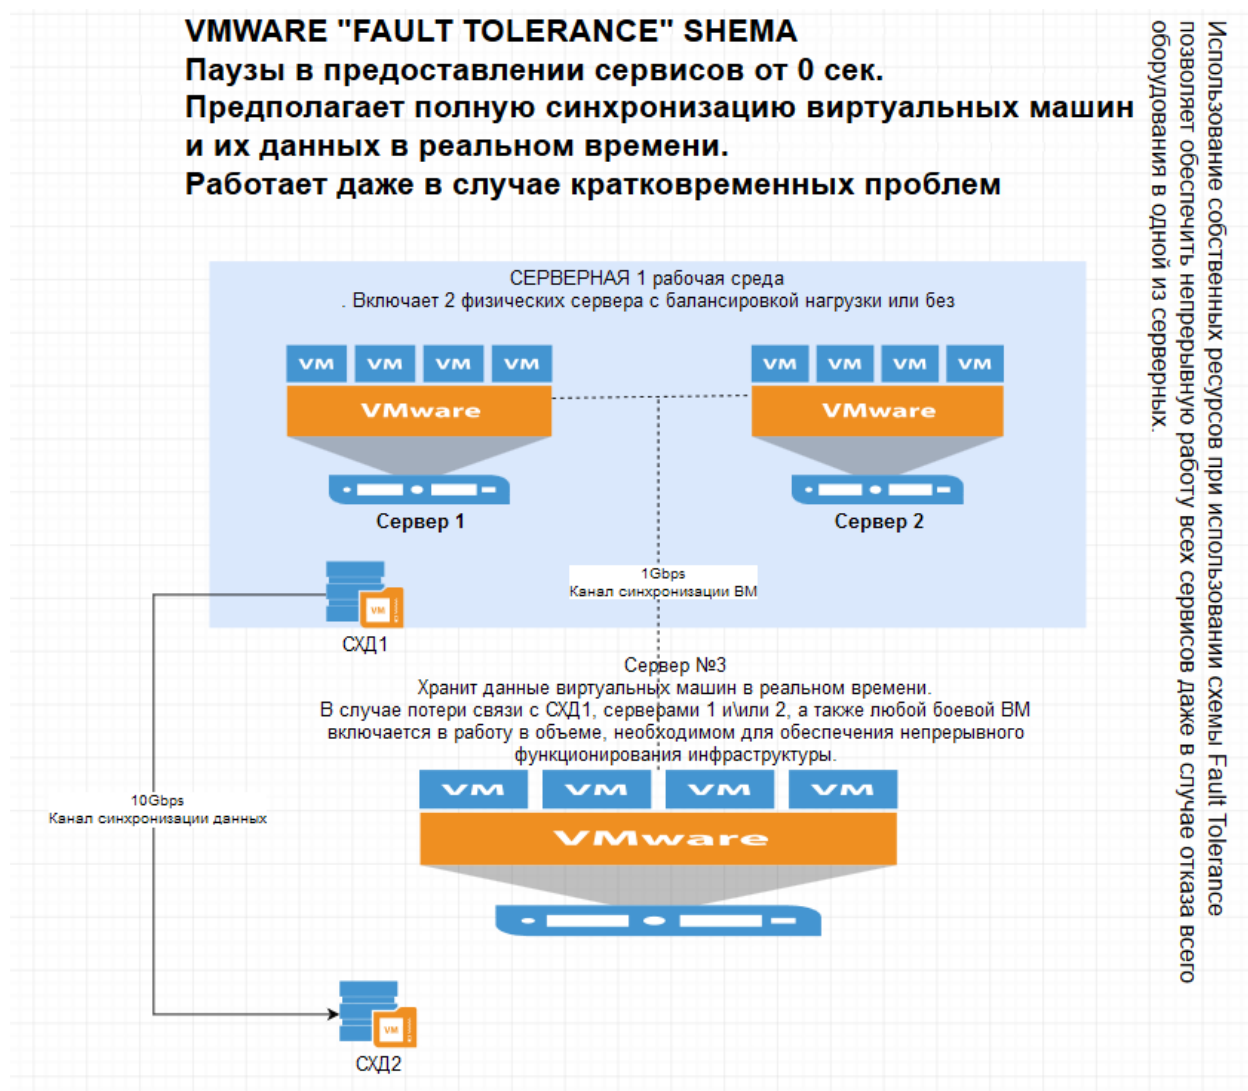 VMWARE "FAULT TOLERANCE" SHEMA
Паузы в предоставлении сервисов от 0 сек.
Предполагает полную синхронизацию виртуальных машин
и их данных в реальном времени.
Работает даже в случае кратковременных проблем
Использование собственных ресурсов при использовании схемы Fault Tolerance
позволяет обеспечить непрерывную работу всех сервисов даже в случае отказа всего
оборудования в одной из серверных.
СЕРВЕРНАЯ 1 рабочая среда
. Включает 2 физических сервера с балансировкой нагрузки или без
VM VM VM VM
VM VM VM VM
VMware
VMware
Сервер 1
Сервер 2
1Gbps
Канал синхронизации ВМ
VM
СХД1
Сервер №3
Хранит данные виртуальных машин в реальном времени.
В случае потери связи с СХД1, серверами 1 и\или 2, а также любой боевой ВМ
включается в работу в объеме, необходимом для обеспечения непрерывного
функционирования инфраструктуры.
VM VM VM VM
VMware
10Gbps
Канал синхронизации данных
VM
СХД2